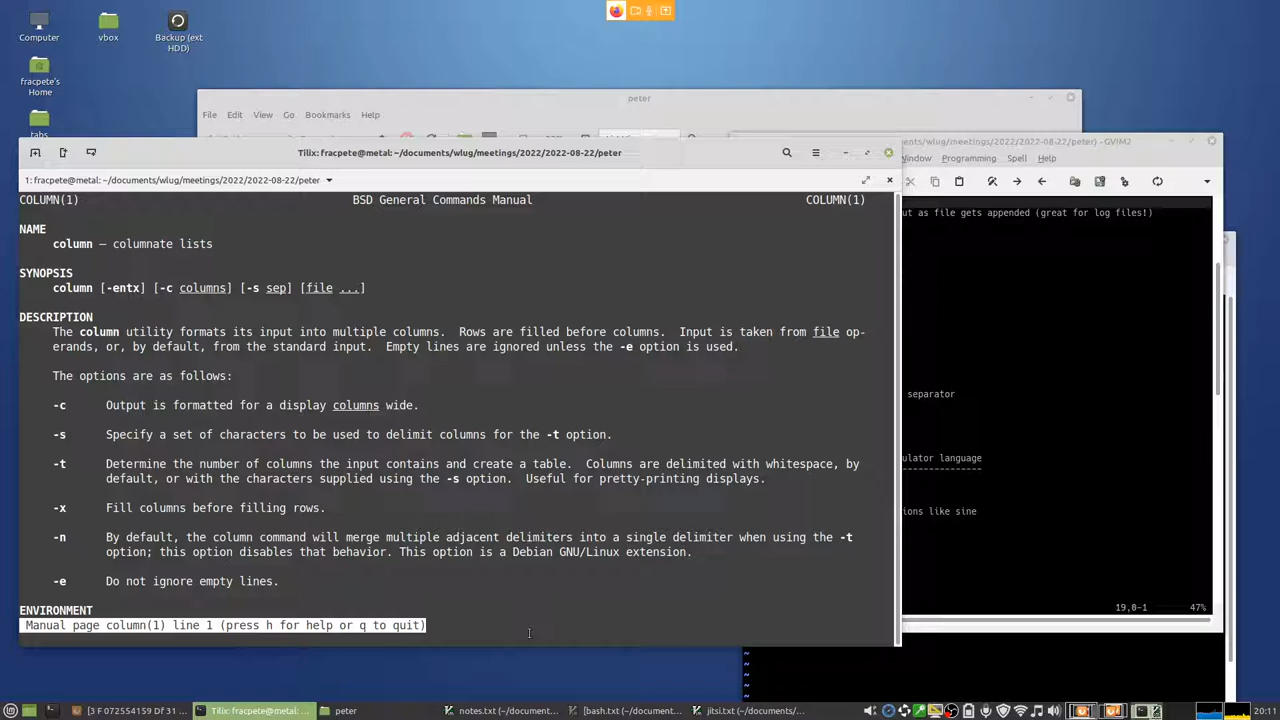 Computer
vbox
Backup (ext
HDD)
fracpete's
Home
tabs
peter
File Edit View Go Bookmarks Help
Tilix: fracpete@metal: ~/documents/wlug/meetings/2022/2022-08-22/peter
ents/wlug/meetings/2022/2022-08-22/peter) - GVIM2
Window Programming Spell Help
1: fracpete@metal: ~/documents/wlug/meetings/2022/2022-08-22/peter
COLUMN(1) BSD General Commands Manual COLUMN(1)
NAME
column — columnate lists
SYNOPSIS
column [-entx] [-c columns] [-s sep] [file ...]
DESCRIPTION
The column utility formats its input into multiple columns. Rows are filled before columns. Input is taken from file op-
erands, or, by default, from the standard input. Empty lines are ignored unless the -e option is used.
The options are as follows:
-c Output is formatted for a display columns wide.
-s Specify a set of characters to be used to delimit columns for the -t option.
-t Determine the number of columns the input contains and create a table. Columns are delimited with whitespace, by
default, or with the characters supplied using the -s option. Useful for pretty-printing displays.
-x Fill columns before filling rows.
-n By default, the column command will merge multiple adjacent delimiters into a single delimiter when using the -t
option; this option disables that behavior. This option is a Debian GNU/Linux extension.
-e Do not ignore empty lines.
ENVIRONMENT
Manual page column(1) line 1 (press h for help or q to quit)
ut as file gets appended (great for log files!)
separator
ulator language
---------------
ions like sine
19,0-1 47%
~
~
~
~
[3 F 072554159 Df 31 ...
Tilix: fracpete@metal: ...
peter
notes.txt (~/document...
[bash.txt (~/document...
jitsi.txt (~/documents/...
20:11